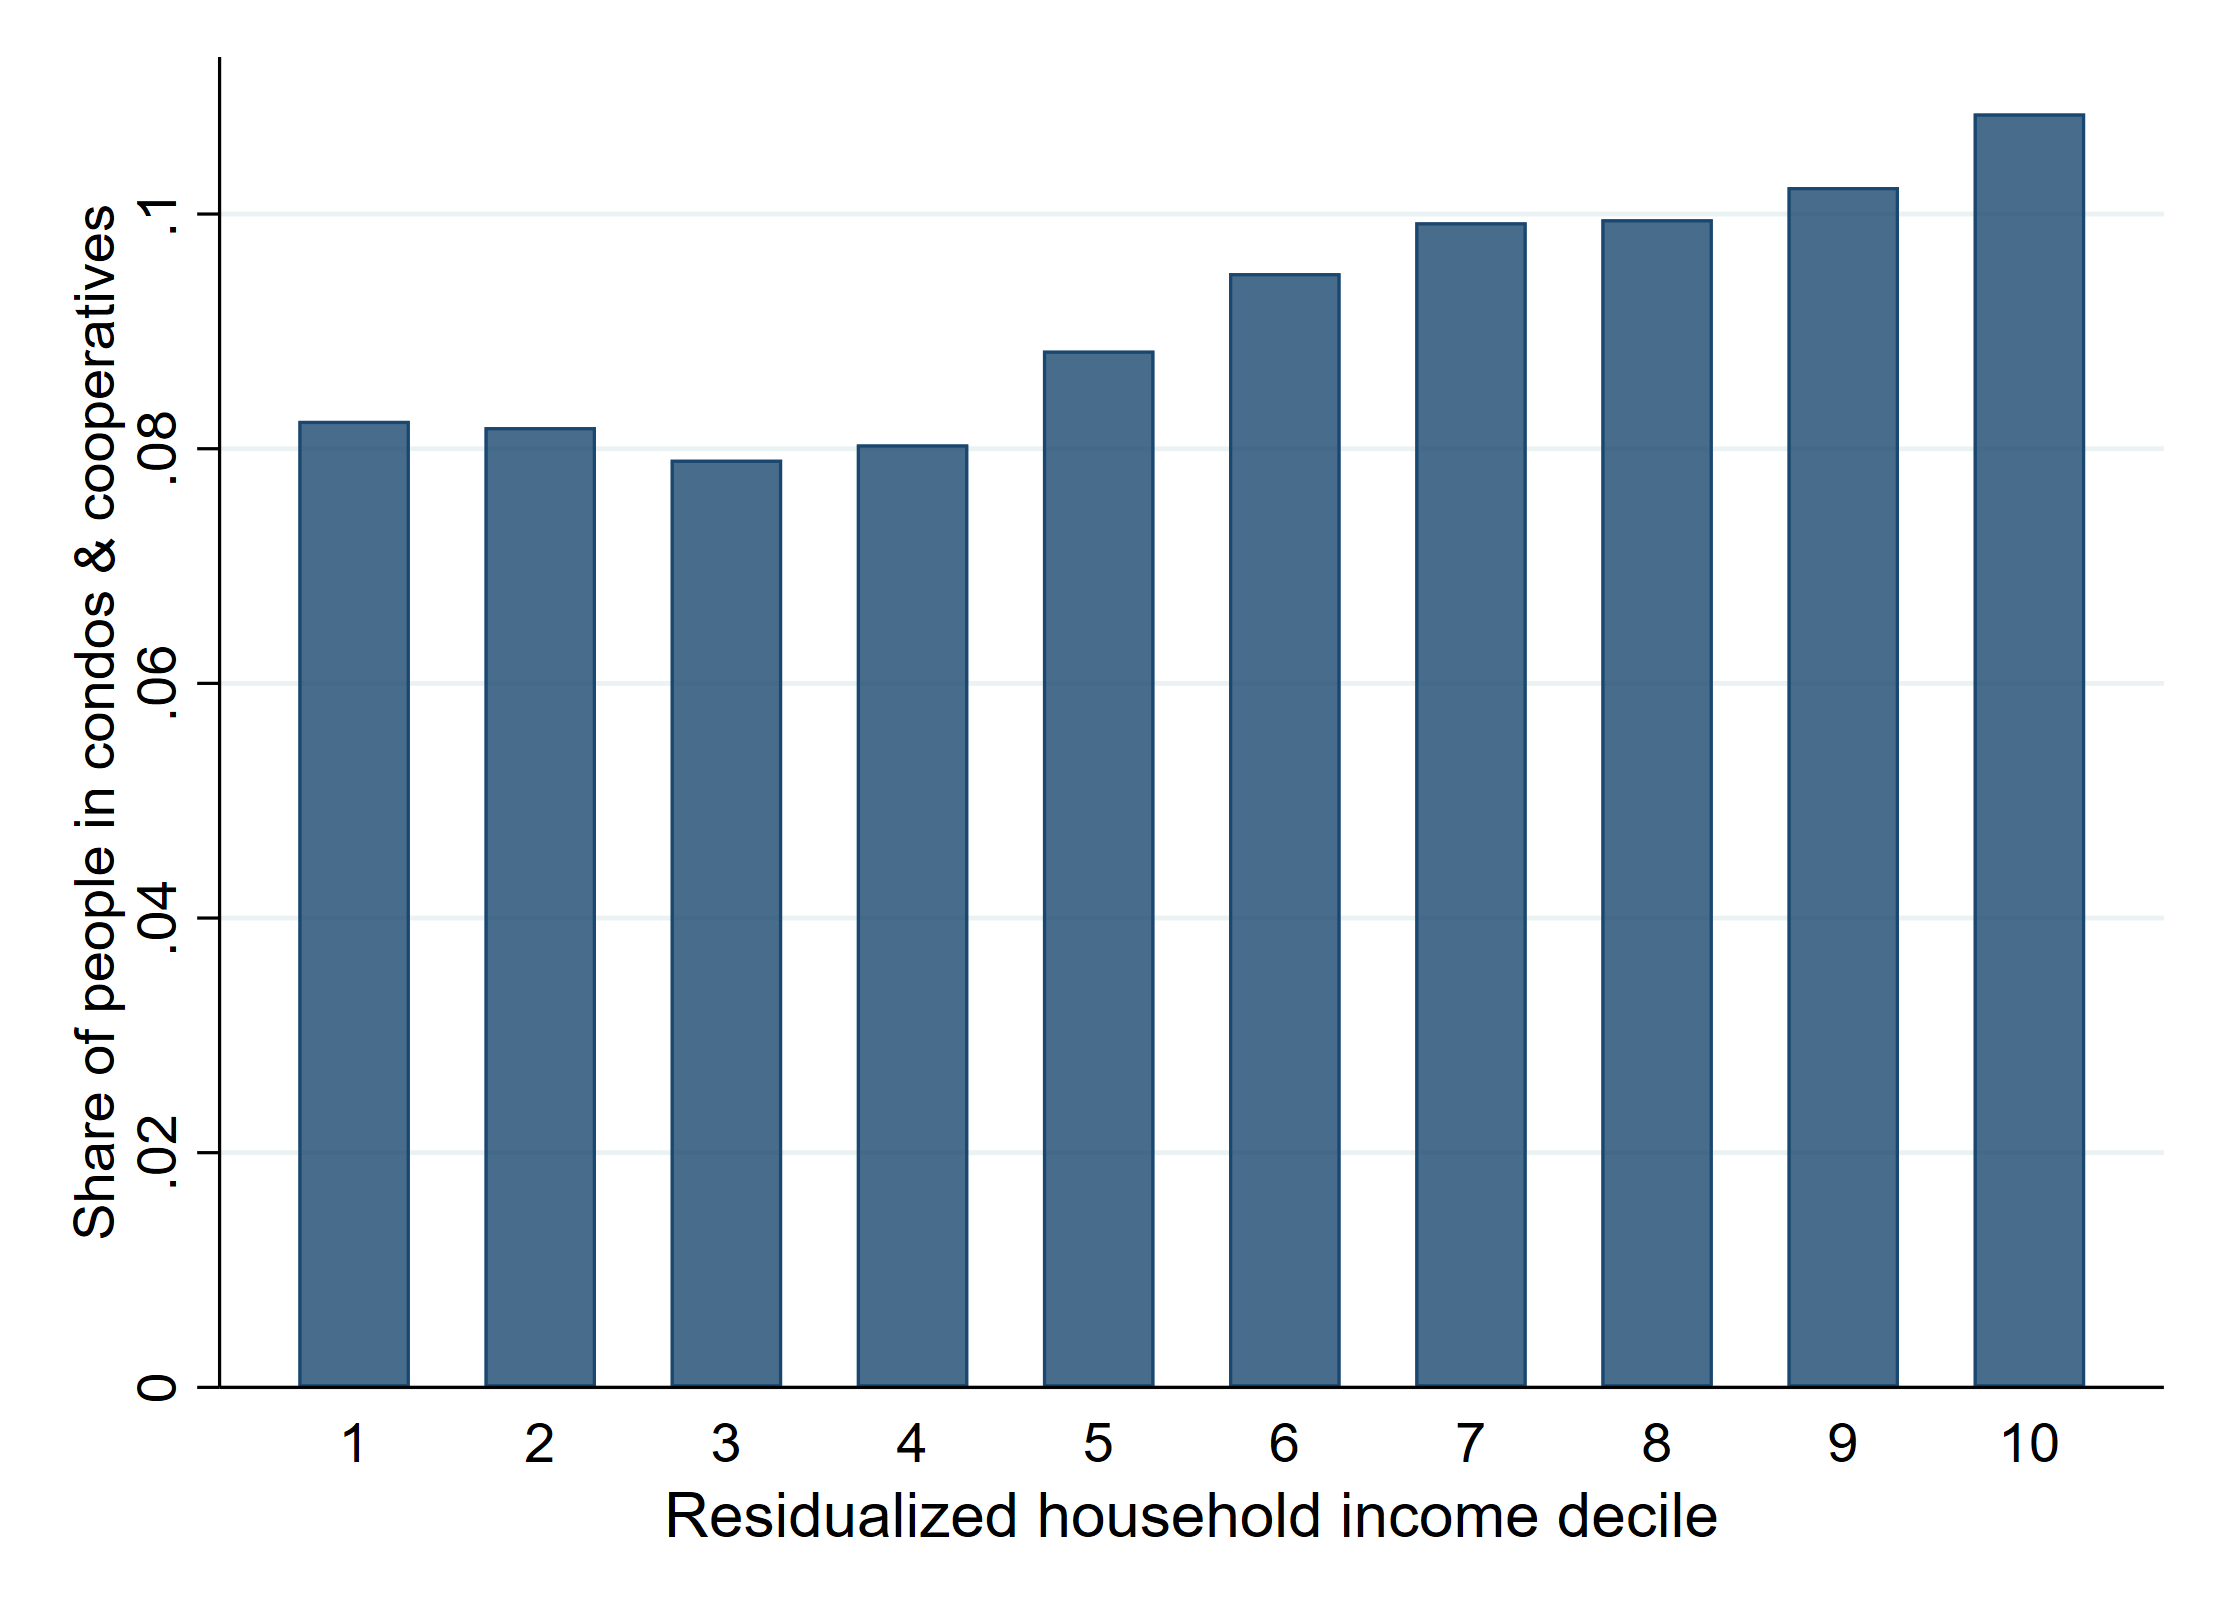 Share of people in condos & cooperatives
.1
.08
.06
.04
.02
0
1 2 3 4 5 6 7 8 9 10
Residualized household income decile